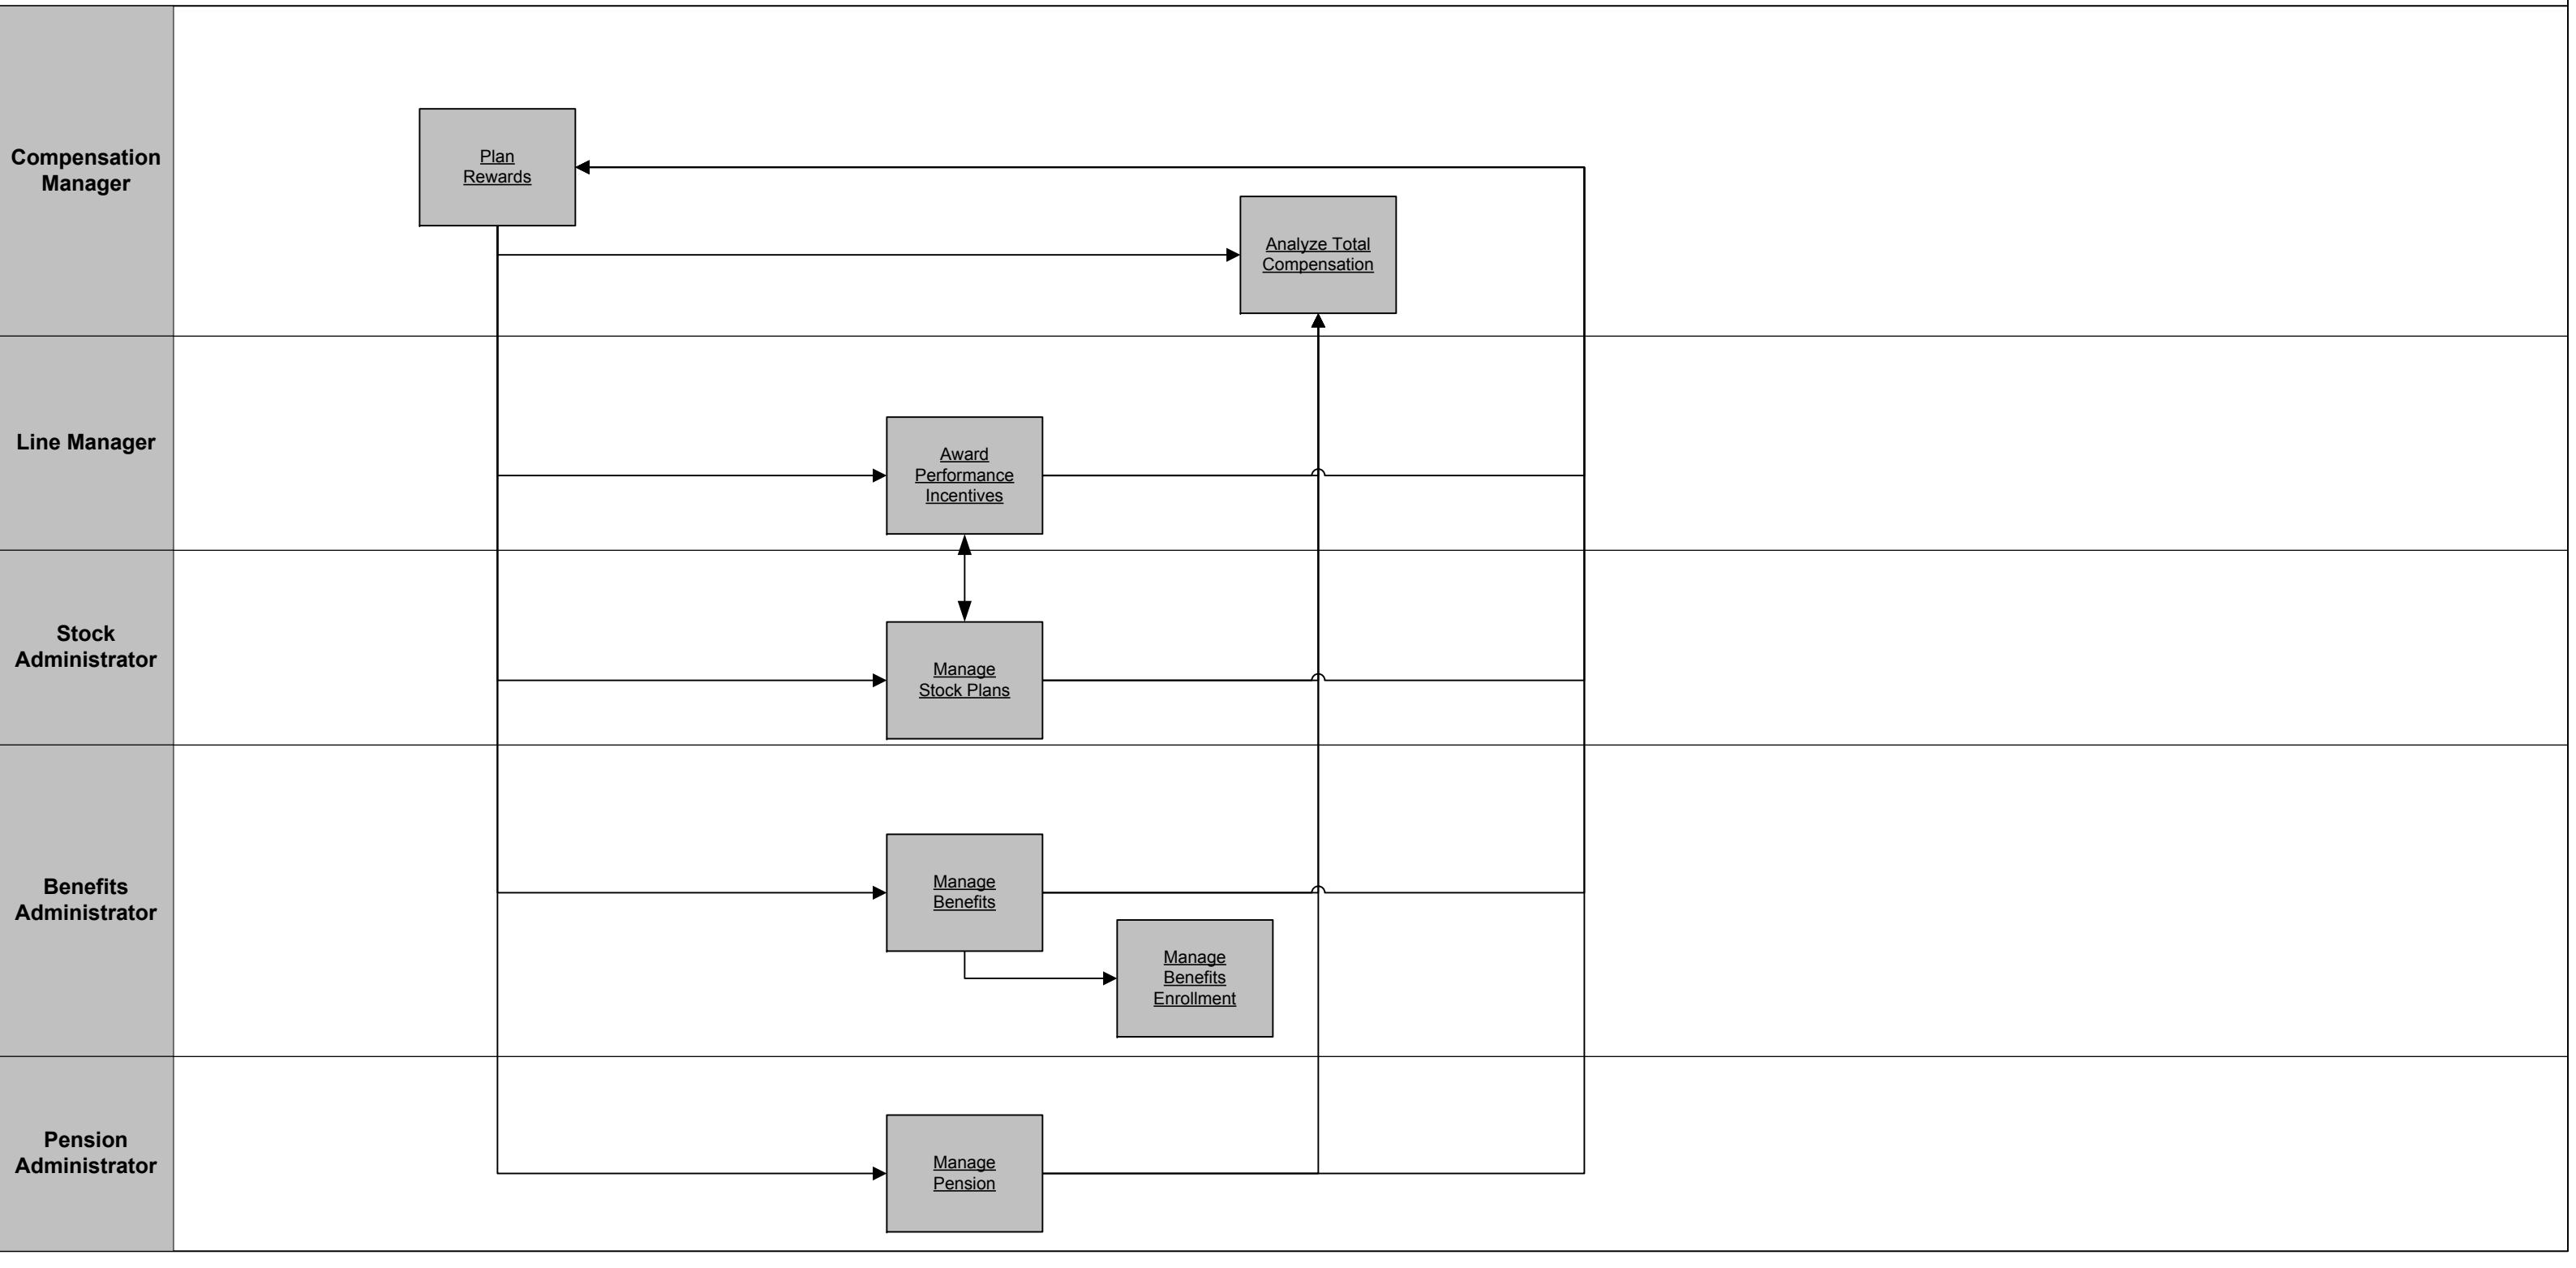 Compensation
Manager
Plan
Rewards
Analyze Total
Compensation
Line Manager
Award
Performance
Incentives
Stock
Administrator
Manage
Stock Plans
Benefits
Administrator
Manage
Benefits
Manage
Benefits
Enrollment
Pension
Administrator
Manage
Pension